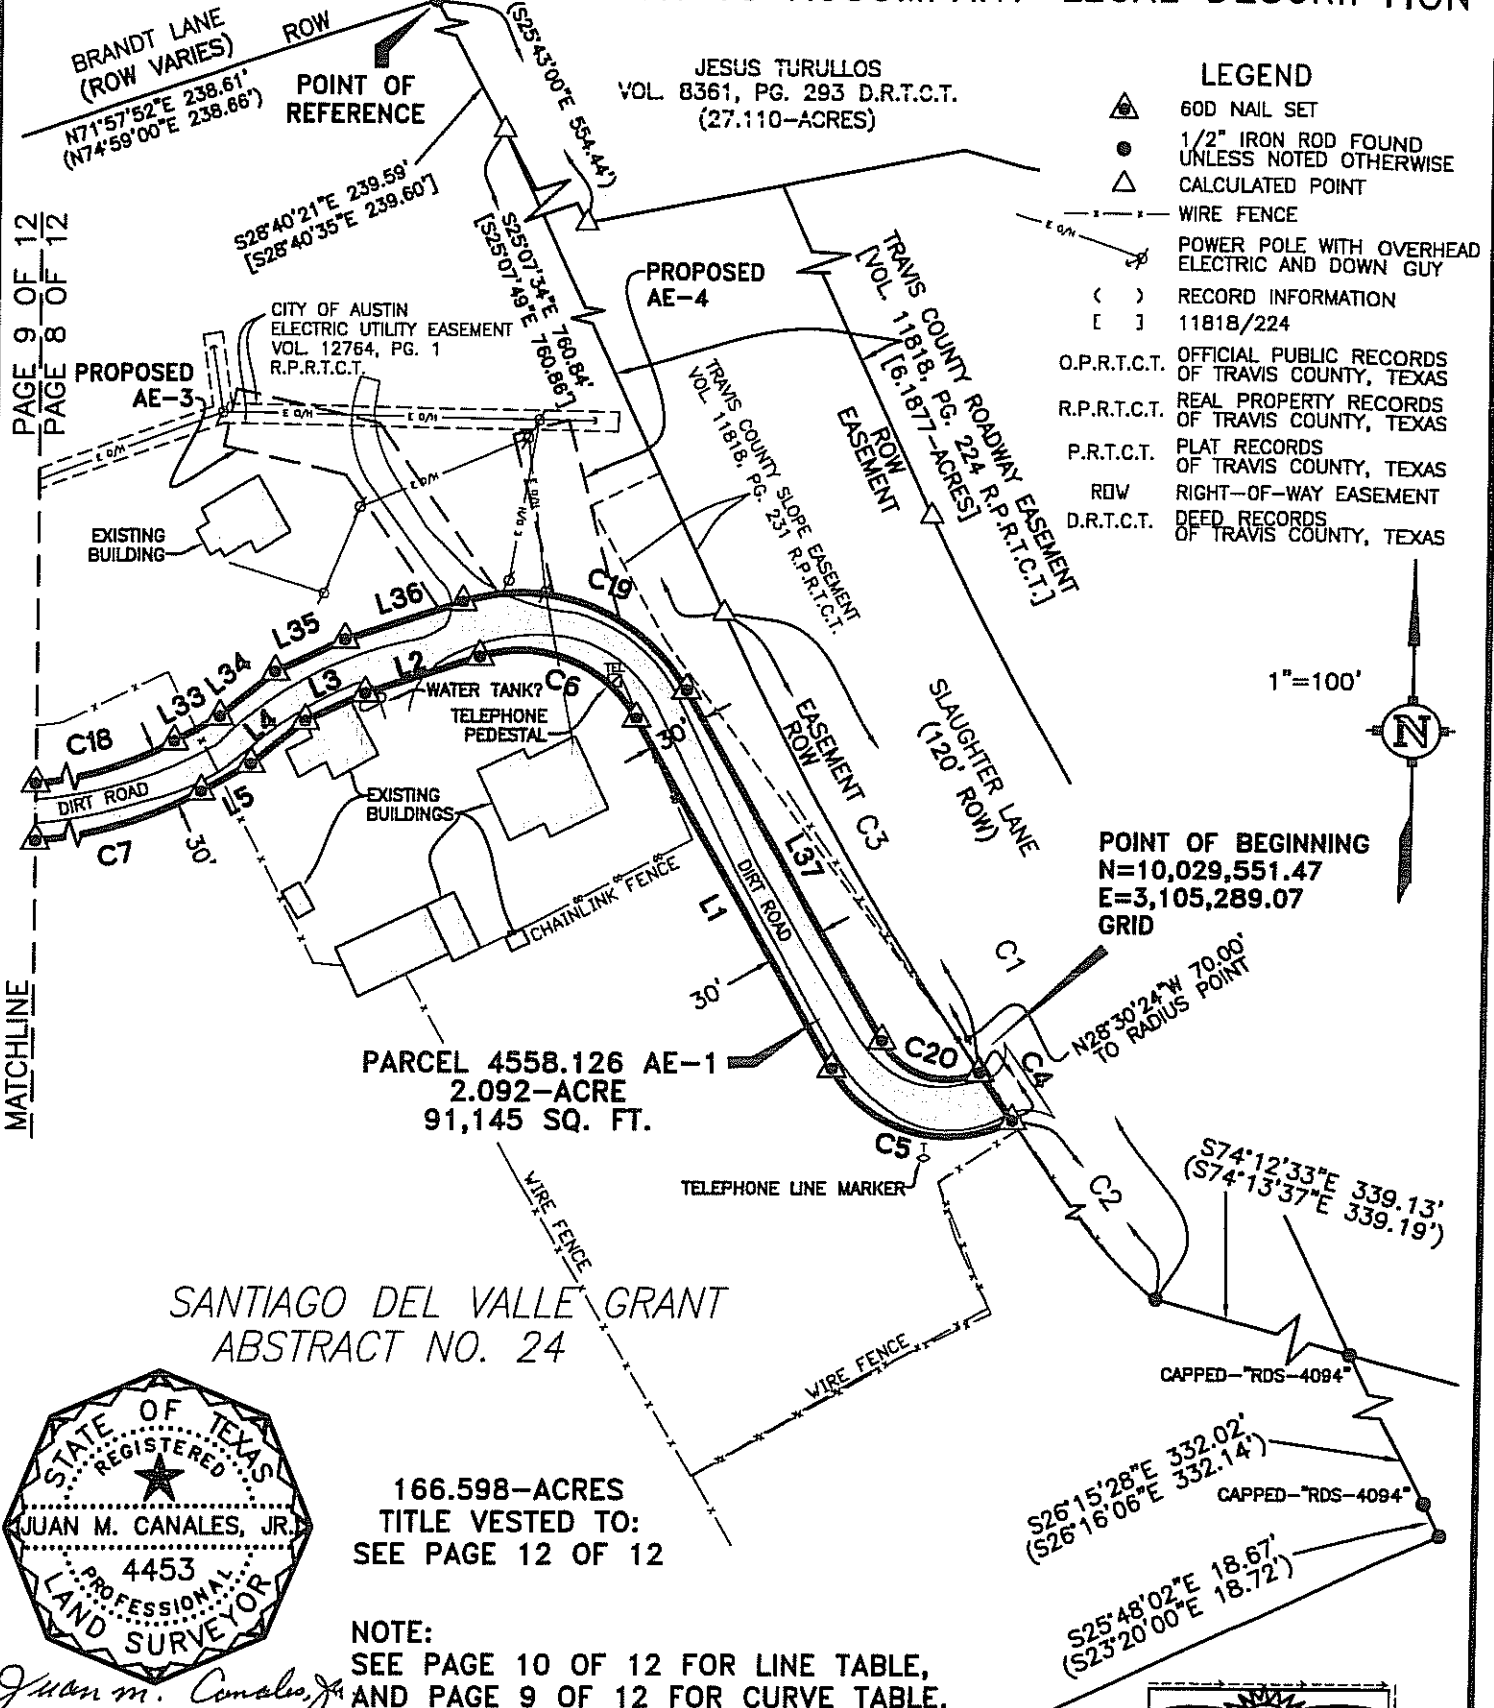 BRANDT LANE
(ROW VARIES)
ROW
N71°57'52"E 238.61'
(N74°59'00"E 238.66')
POINT OF
REFERENCE
(S25°43'00"E 554.44')
JESUS TURULLOS
VOL. 8361, PG. 293 D.R.T.C.T.
(27.110-ACRES)
S28°40'21"E 239.59'
[S28°40'35"E 239.60']
S25°07'34"E 760.84'
[S25°07'49"E 760.86']
LEGEND
60D NAIL SET
1/2" IRON ROD FOUND
UNLESS NOTED OTHERWISE
CALCULATED POINT
WIRE FENCE
O/H E
POWER POLE WITH OVERHEAD
ELECTRIC AND DOWN GUY
( ) RECORD INFORMATION
[ ] 11818/224
O.P.R.T.C.T. OFFICIAL PUBLIC RECORDS
OF TRAVIS COUNTY, TEXAS
R.P.R.T.C.T. REAL PROPERTY RECORDS
OF TRAVIS COUNTY, TEXAS
P.R.T.C.T. PLAT RECORDS
OF TRAVIS COUNTY, TEXAS
ROW RIGHT-OF-WAY EASEMENT
D.R.T.C.T. DEED RECORDS
OF TRAVIS COUNTY, TEXAS
PAGE 9 OF 12
PAGE 8 OF 12
MATCHLINE
PROPOSED
AE-3
CITY OF AUSTIN
ELECTRIC UTILITY EASEMENT
VOL. 12764, PG. 1
R.P.R.T.C.T.
PROPOSED
AE-4
TRAVIS COUNTY ROADWAY EASEMENT
[VOL. 11818, PG. 224 R.P.R.T.C.T.]
[6.1877-ACRES]
ROW
EASEMENT
TRAVIS COUNTY SLOPE EASEMENT
VOL. 11818, PG. 231 R.P.R.T.C.T.
EXISTING
BUILDING
O/H E
O/H E
O/H E
O/H E
O/H E
O/H E
L36
L35
L34
L33
C18
C19
L2
L3
L4
L5
C6
C7
30'
30'
30'
DIRT ROAD
WATER TANK?
TEL
TELEPHONE
PEDESTAL
EXISTING
BUILDINGS
CHAINLINK FENCE
L1
L37
DIRT ROAD
EASEMENT
ROW
C3
SLAUGHTER LANE
(120' ROW)
1"=100'
N
POINT OF BEGINNING
N=10,029,551.47
E=3,105,289.07
GRID
C1
N28°30'24"W 70.00'
TO RADIUS POINT
C20
C4
C5
C2
PARCEL 4558.126 AE-1
2.092-ACRE
91,145 SQ. FT.
T
TELEPHONE LINE MARKER
WIRE FENCE
WIRE FENCE
S74°12'33"E 339.13'
(S74°13'37"E 339.19')
CAPPED-"RDS-4094"
S26°15'28"E 332.02'
(S26°16'06"E 332.14')
CAPPED-"RDS-4094"
S25°48'02"E 18.67'
(S23°20'00"E 18.72')
SANTIAGO DEL VALLE GRANT
ABSTRACT NO. 24
STATE OF TEXAS
REGISTERED
JUAN M. CANALES, JR.
4453
PROFESSIONAL
LAND SURVEYOR
Juan m. Canales, Jr.
166.598-ACRES
TITLE VESTED TO:
SEE PAGE 12 OF 12
NOTE:
SEE PAGE 10 OF 12 FOR LINE TABLE,
AND PAGE 9 OF 12 FOR CURVE TABLE.